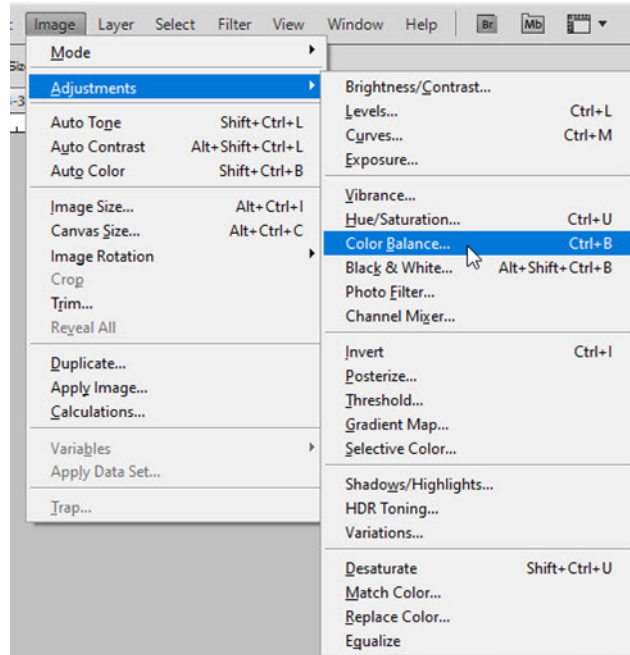 Image Layer Select Filter View Window Help Br Mb
Mode
Adjustments
Auto Tone Shift+Ctrl+L
Auto Contrast Alt+Shift+Ctrl+L
Auto Color Shift+Ctrl+B
Image Size... Alt+Ctrl+I
Canvas Size... Alt+Ctrl+C
Image Rotation
Crop
Trim...
Reveal All
Duplicate...
Apply Image...
Calculations...
Variables
Apply Data Set...
Trap...
Brightness/Contrast...
Levels... Ctrl+L
Curves... Ctrl+M
Exposure...
Vibrance...
Hue/Saturation... Ctrl+U
Color Balance... Ctrl+B
Black & White... Alt+Shift+Ctrl+B
Photo Filter...
Channel Mixer...
Invert Ctrl+I
Posterize...
Threshold...
Gradient Map...
Selective Color...
Shadows/Highlights...
HDR Toning...
Variations...
Desaturate Shift+Ctrl+U
Match Color...
Replace Color...
Equalize